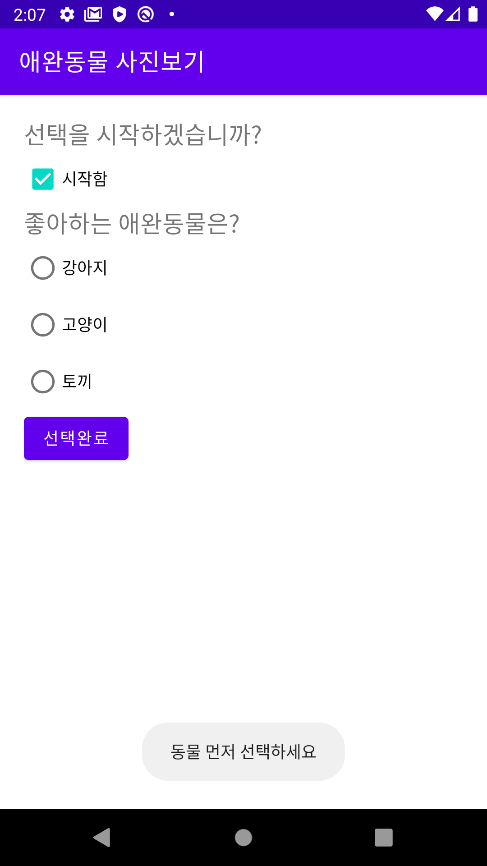 2:07
애완동물 사진보기
선택을 시작하겠습니까?
시작함
좋아하는 애완동물은?
강아지
고양이
토끼
선택완료
동물 먼저 선택하세요